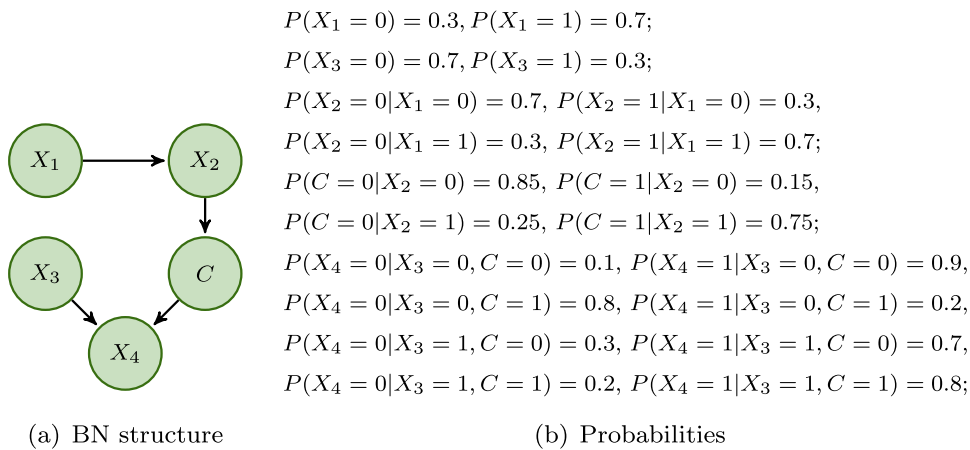 P(X₁ = 0) = 0.3, P(X₁ = 1) = 0.7;
P(X₃ = 0) = 0.7, P(X₃ = 1) = 0.3;
P(X₂ = 0|X₁ = 0) = 0.7, P(X₂ = 1|X₁ = 0) = 0.3,
P(X₂ = 0|X₁ = 1) = 0.3, P(X₂ = 1|X₁ = 1) = 0.7;
P(C = 0|X₂ = 0) = 0.85, P(C = 1|X₂ = 0) = 0.15,
P(C = 0|X₂ = 1) = 0.25, P(C = 1|X₂ = 1) = 0.75;
P(X₄ = 0|X₃ = 0, C = 0) = 0.1, P(X₄ = 1|X₃ = 0, C = 0) = 0.9,
P(X₄ = 0|X₃ = 0, C = 1) = 0.8, P(X₄ = 1|X₃ = 0, C = 1) = 0.2,
P(X₄ = 0|X₃ = 1, C = 0) = 0.3, P(X₄ = 1|X₃ = 1, C = 0) = 0.7,
P(X₄ = 0|X₃ = 1, C = 1) = 0.2, P(X₄ = 1|X₃ = 1, C = 1) = 0.8;
X₁ X₂
X₃ C
X₄
(a) BN structure
(b) Probabilities